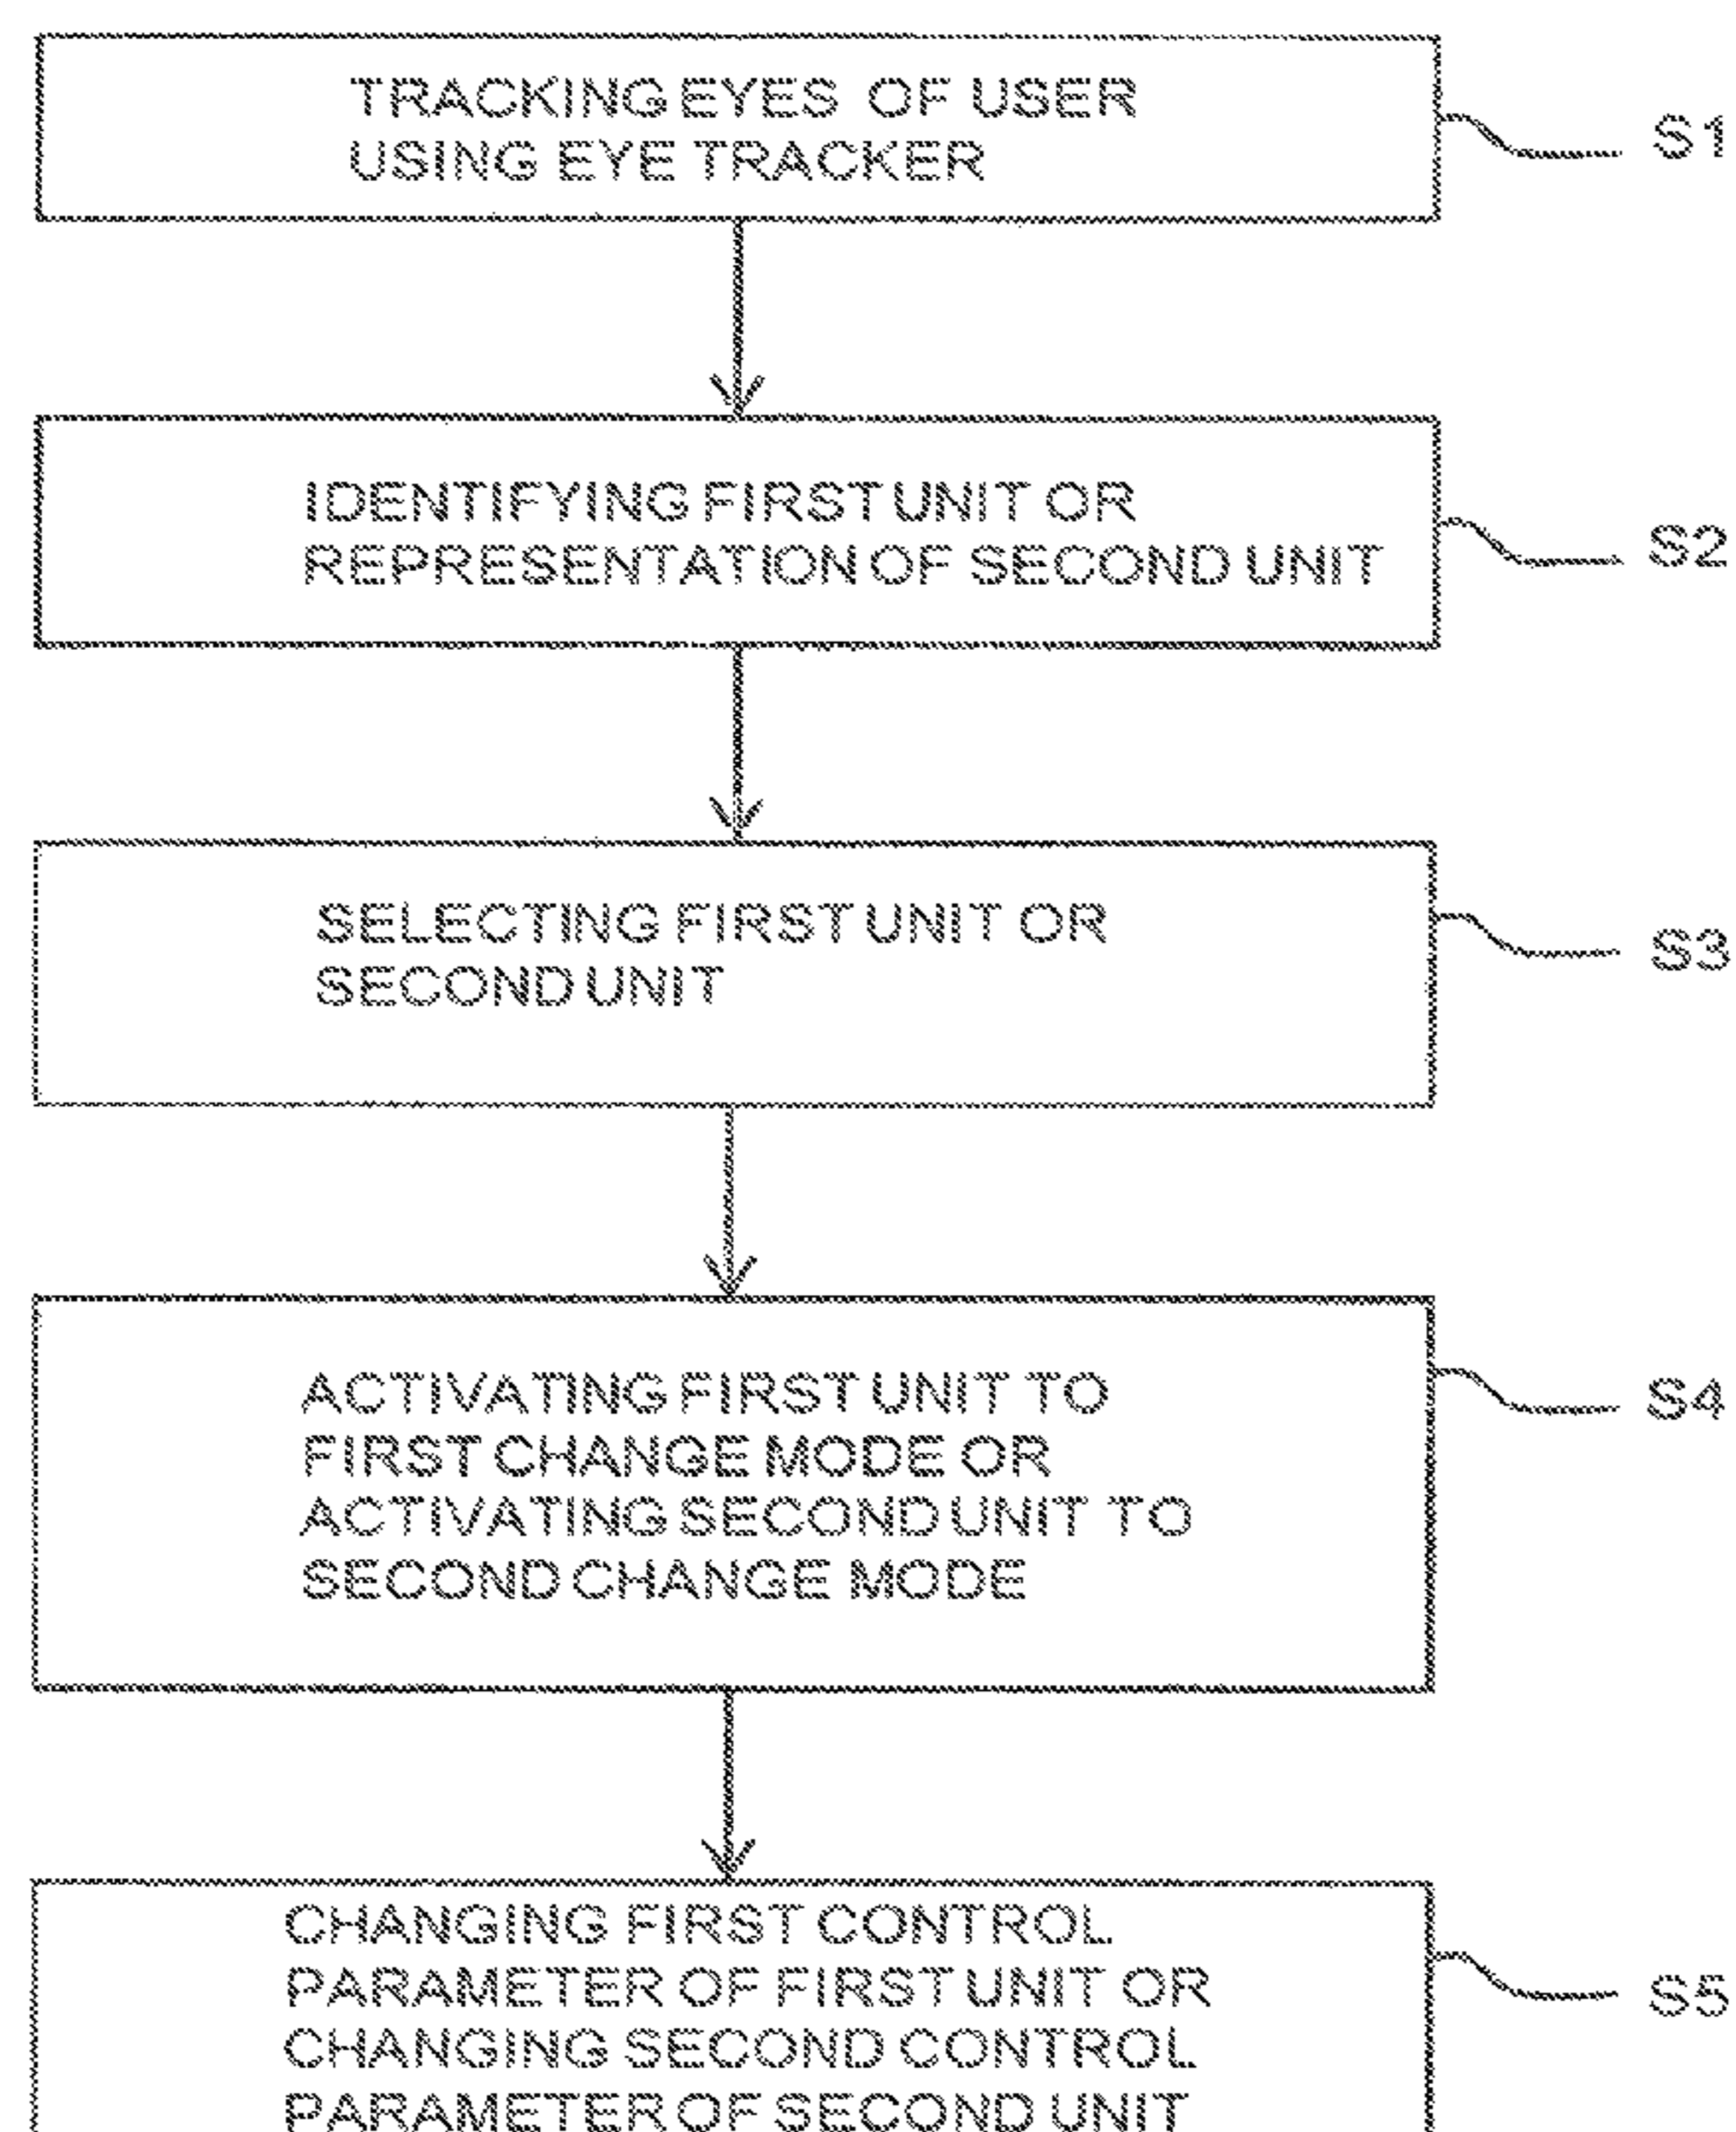 TRACKING EYES OF USER
USING EYE TRACKER
S1
IDENTIFYING FIRST UNIT OR
REPRESENTATION OF SECOND UNIT
S2
SELECTING FIRST UNIT OR
SECOND UNIT
S3
ACTIVATING FIRST UNIT TO
FIRST CHANGE MODE OR
ACTIVATING SECOND UNIT TO
SECOND CHANGE MODE
S4
CHANGING FIRST CONTROL
PARAMETER OF FIRST UNIT OR
CHANGING SECOND CONTROL
PARAMETER OF SECOND UNIT
S5